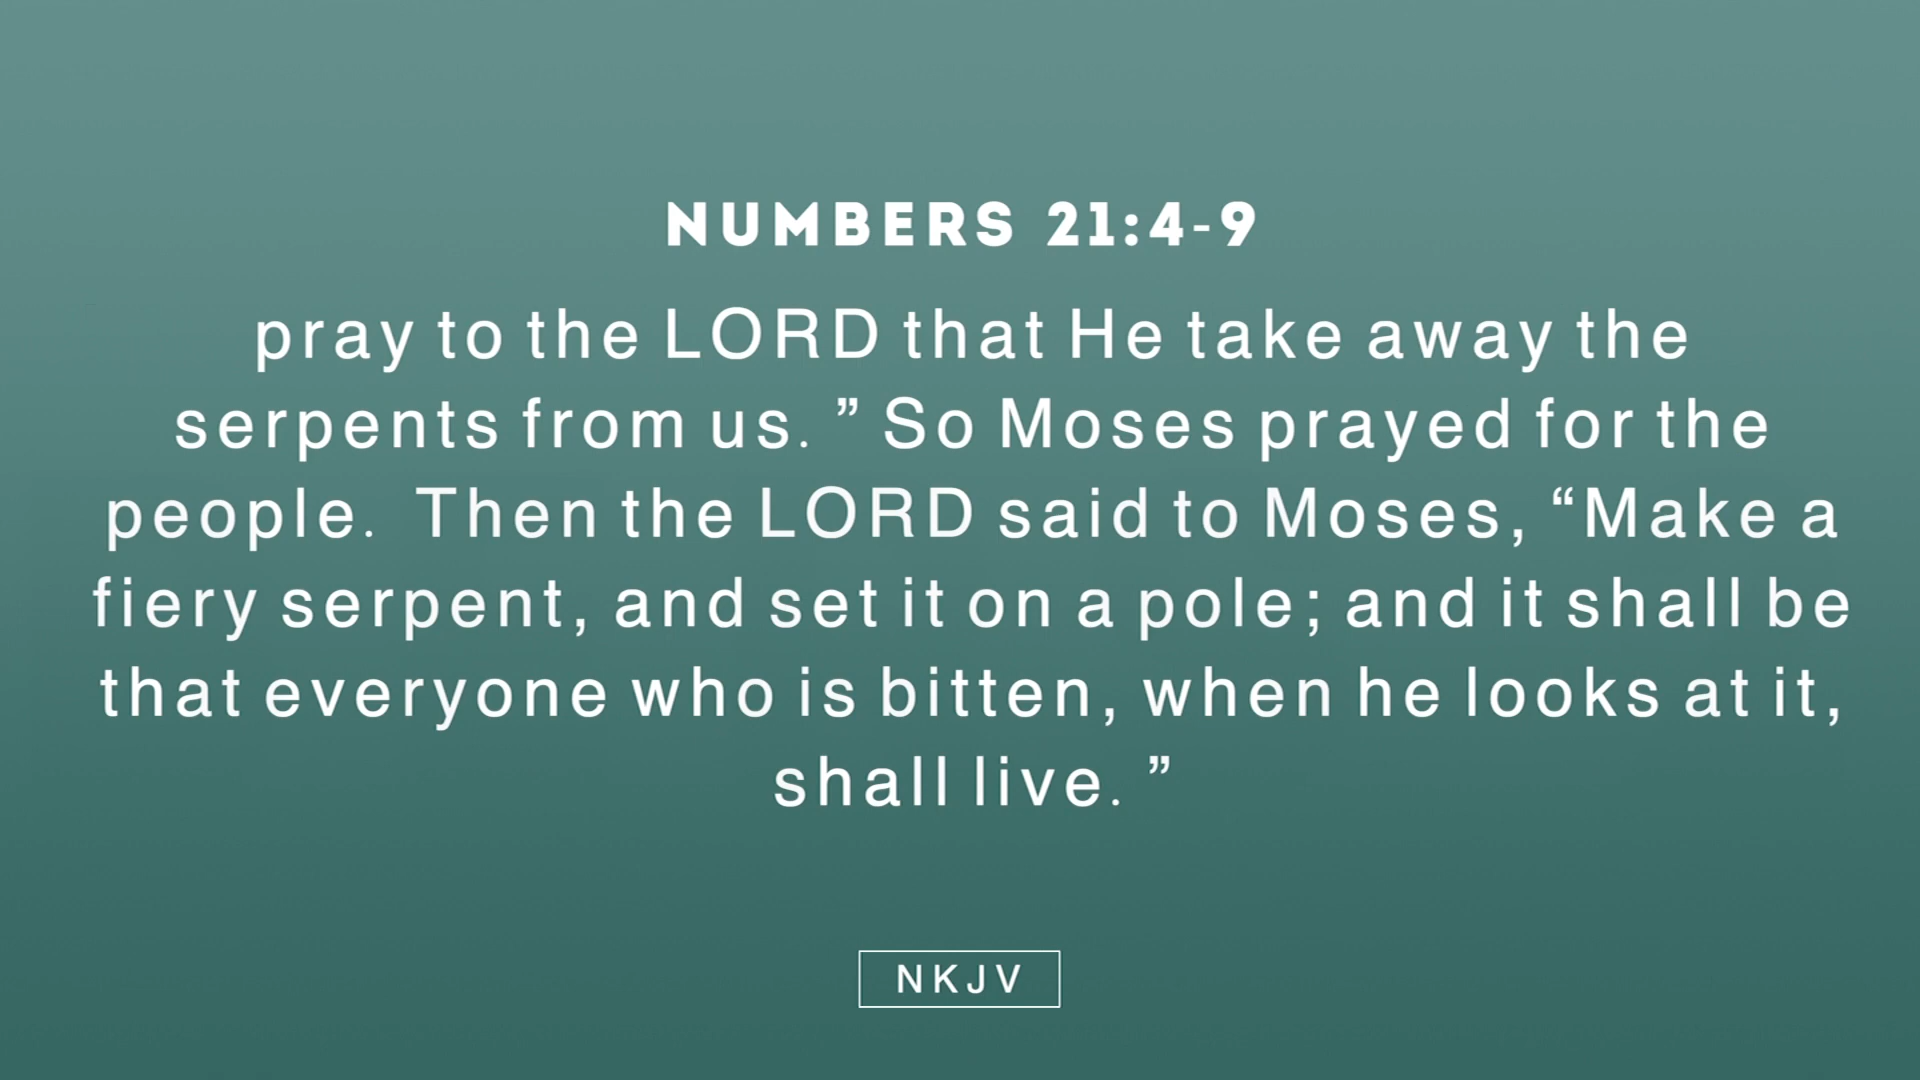 NUMBERS 21:4-9
pray to the LORD that He take away the
serpents from us. ” So Moses prayed for the
people.  Then the LORD said to Moses, “Make a
fiery serpent, and set it on a pole; and it shall be
that everyone who is bitten, when he looks at it,
shall live. ”
NKJV